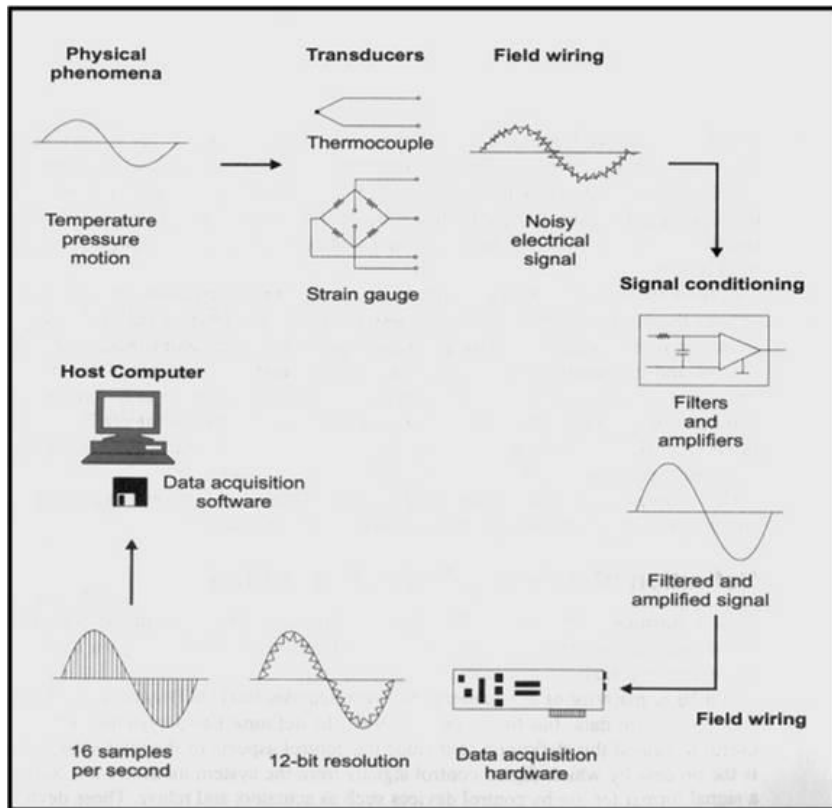 Physical
phenomena
Transducers
Field wiring
Thermocouple
Temperature
pressure
motion
Noisy
electrical
signal
Strain gauge
Signal conditioning
Host Computer
Filters
and
amplifiers
Data acquisition
software
Filtered and
amplified signal
Field wiring
16 samples
per second
12-bit resolution
Data acquisition
hardware